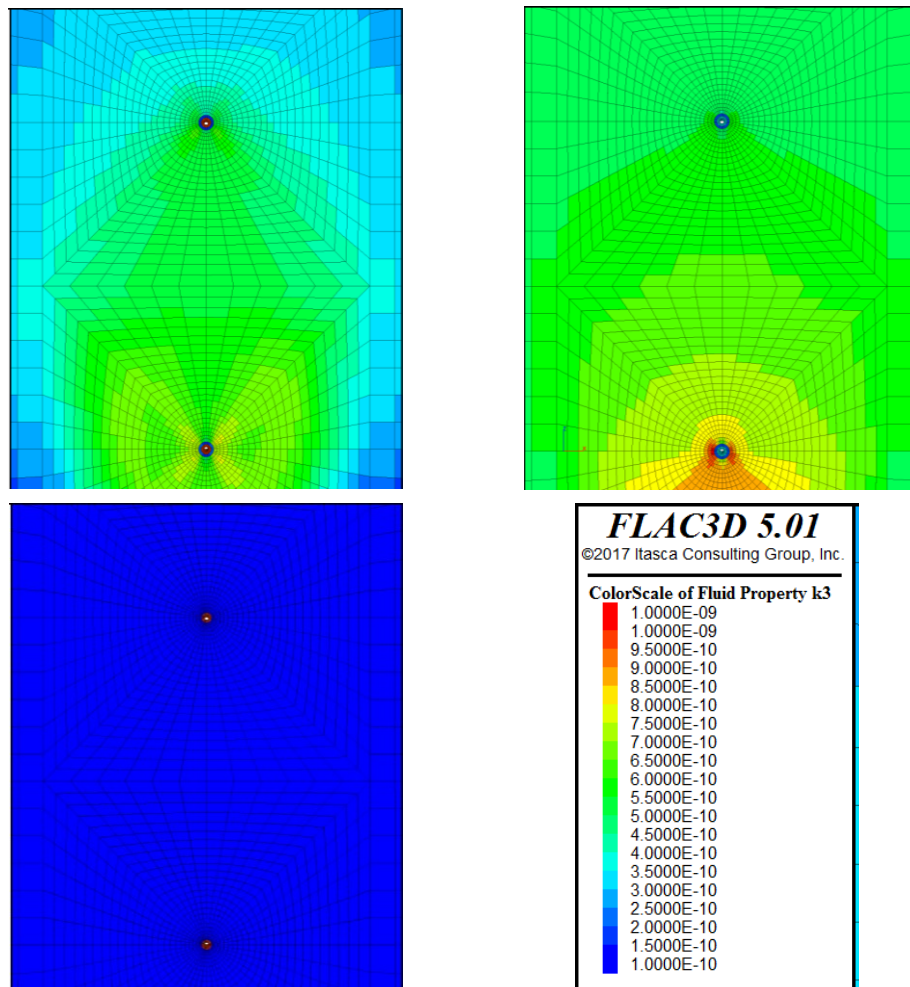 FLAC3D 5.01
©2017 Itasca Consulting Group, Inc.
ColorScale of Fluid Property k3
1.0000E-09
1.0000E-09
9.5000E-10
9.0000E-10
8.5000E-10
8.0000E-10
7.5000E-10
7.0000E-10
6.5000E-10
6.0000E-10
5.5000E-10
5.0000E-10
4.5000E-10
4.0000E-10
3.5000E-10
3.0000E-10
2.5000E-10
2.0000E-10
1.5000E-10
1.0000E-10